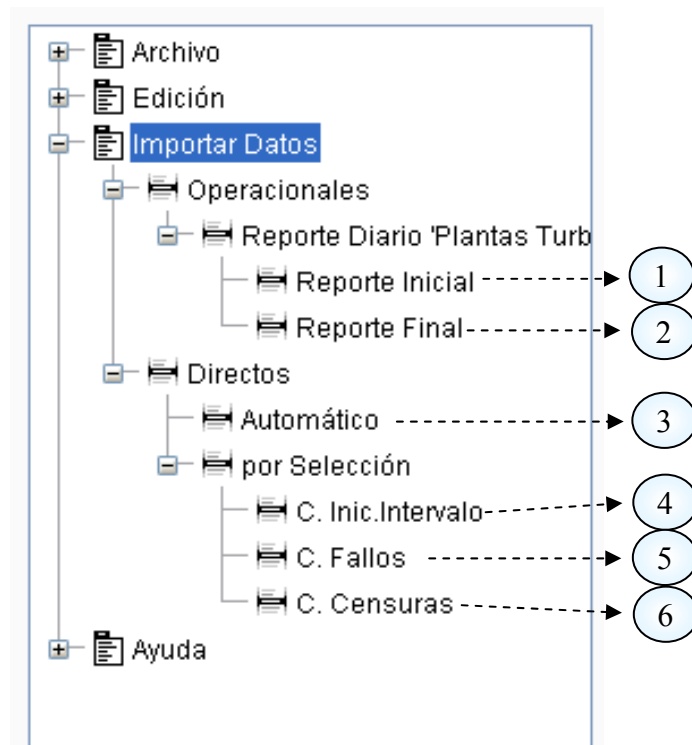 Archivo
Edición
Importar Datos
Operacionales
Reporte Diario 'Plantas Turb
Reporte Inicial 1
Reporte Final 2
Directos
Automático 3
por Selección
C. Inic.Intervalo 4
C. Fallos 5
C. Censuras 6
Ayuda